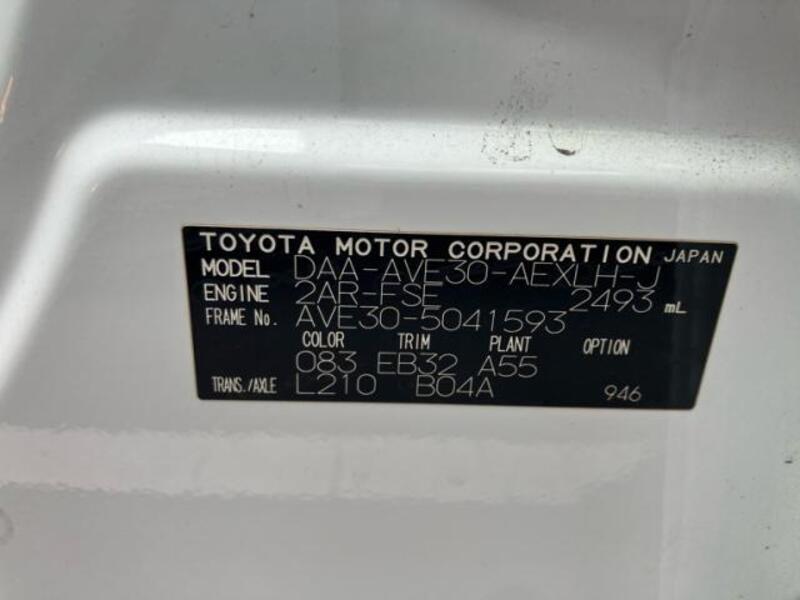 TOYOTA MOTOR CORPORATION JAPAN
MODEL DAA-AVE30-AEXLH-J
ENGINE 2AR-FSE 2493 mL
FRAME No. AVE30-5041593
COLOR TRIM PLANT OPTION
083 EB32 A55
TRANS./AXLE L210 B04A 946